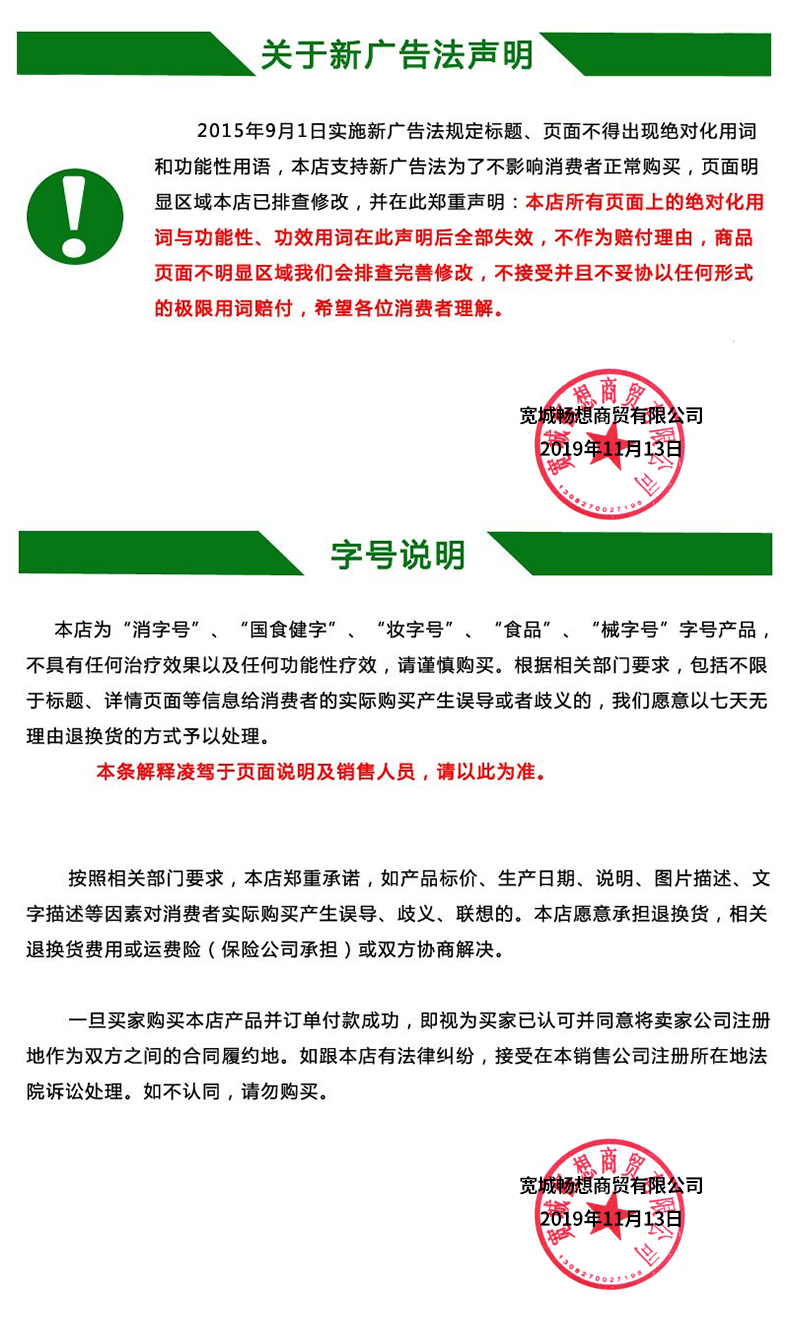 关于新广告法声明
2015年9月1日实施新广告法规定标题、页面不得出现绝对化用词
和功能性用语，本店支持新广告法为了不影响消费者正常购买，页面明
显区域本店已排查修改，并在此郑重声明：本店所有页面上的绝对化用
词与功能性、功效用词在此声明后全部失效，不作为赔付理由，商品
页面不明显区域我们会排查完善修改，不接受并且不妥协以任何形式
的极限用词赔付，希望各位消费者理解。
宽城畅想商贸有限公司
2019年11月13日
宽城畅想商贸有限公司
1308270027198
字号说明
本店为“消字号”、“国食健字”、“妆字号”、“食品”、“械字号”字号产品，
不具有任何治疗效果以及任何功能性疗效，请谨慎购买。根据相关部门要求，包括不限
于标题、详情页面等信息给消费者的实际购买产生误导或者歧义的，我们愿意以七天无
理由退换货的方式予以处理。
本条解释凌驾于页面说明及销售人员，请以此为准。
按照相关部门要求，本店郑重承诺，如产品标价、生产日期、说明、图片描述、文
字描述等因素对消费者实际购买产生误导、歧义、联想的。本店愿意承担退换货，相关
退换货费用或运费险（保险公司承担）或双方协商解决。
一旦买家购买本店产品并订单付款成功，即视为买家已认可并同意将卖家公司注册
地作为双方之间的合同履约地。如跟本店有法律纠纷，接受在本销售公司注册所在地法
院诉讼处理。如不认同，请勿购买。
宽城畅想商贸有限公司
2019年11月13日
宽城畅想商贸有限公司
1308270027198